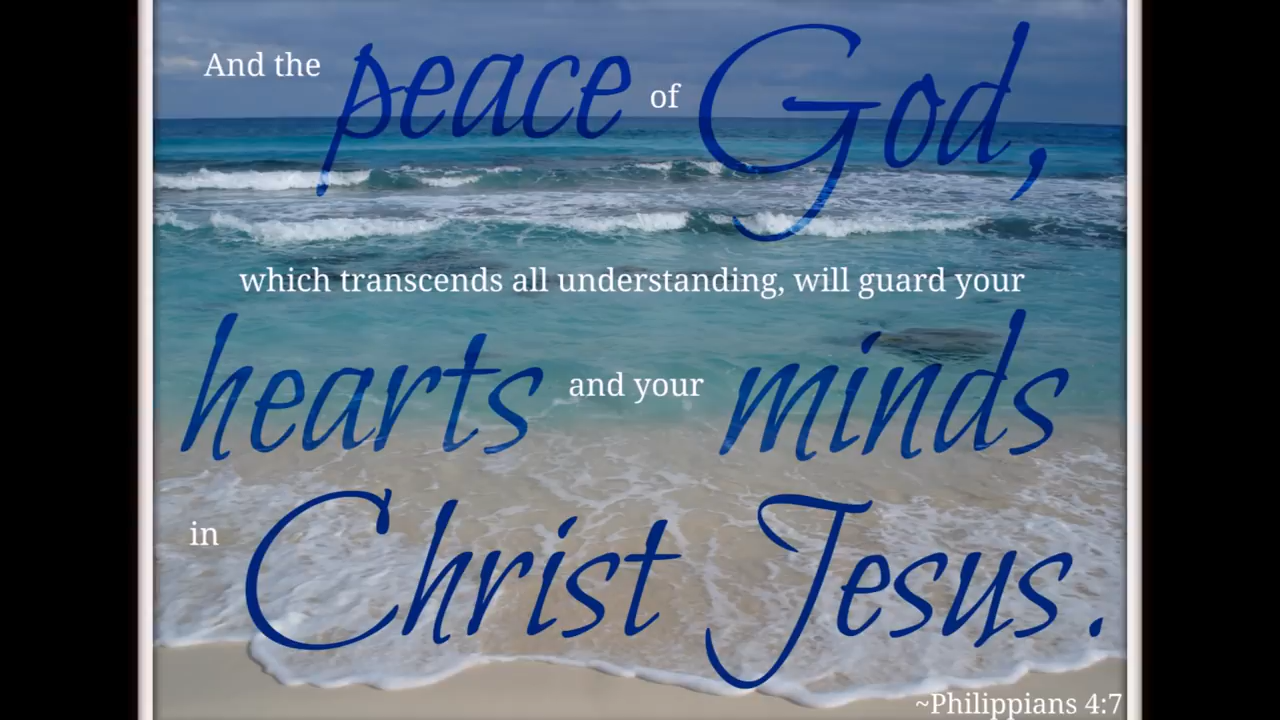 And the peace of God,
which transcends all understanding, will guard your
hearts and your minds
in Christ Jesus.
~Philippians 4:7